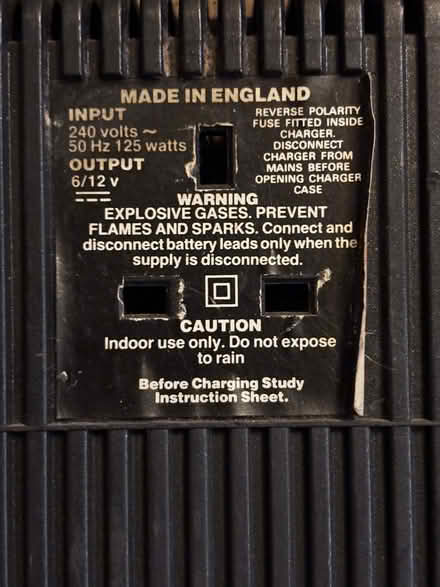 MADE IN ENGLAND
INPUT
240 volts ~
50 Hz 125 watts
OUTPUT
6/12 v
REVERSE POLARITY
FUSE FITTED INSIDE
CHARGER.
DISCONNECT
CHARGER FROM
MAINS BEFORE
OPENING CHARGER
CASE
WARNING
EXPLOSIVE GASES. PREVENT
FLAMES AND SPARKS. Connect and
disconnect battery leads only when the
supply is disconnected.
CAUTION
Indoor use only. Do not expose
to rain
Before Charging Study
Instruction Sheet.